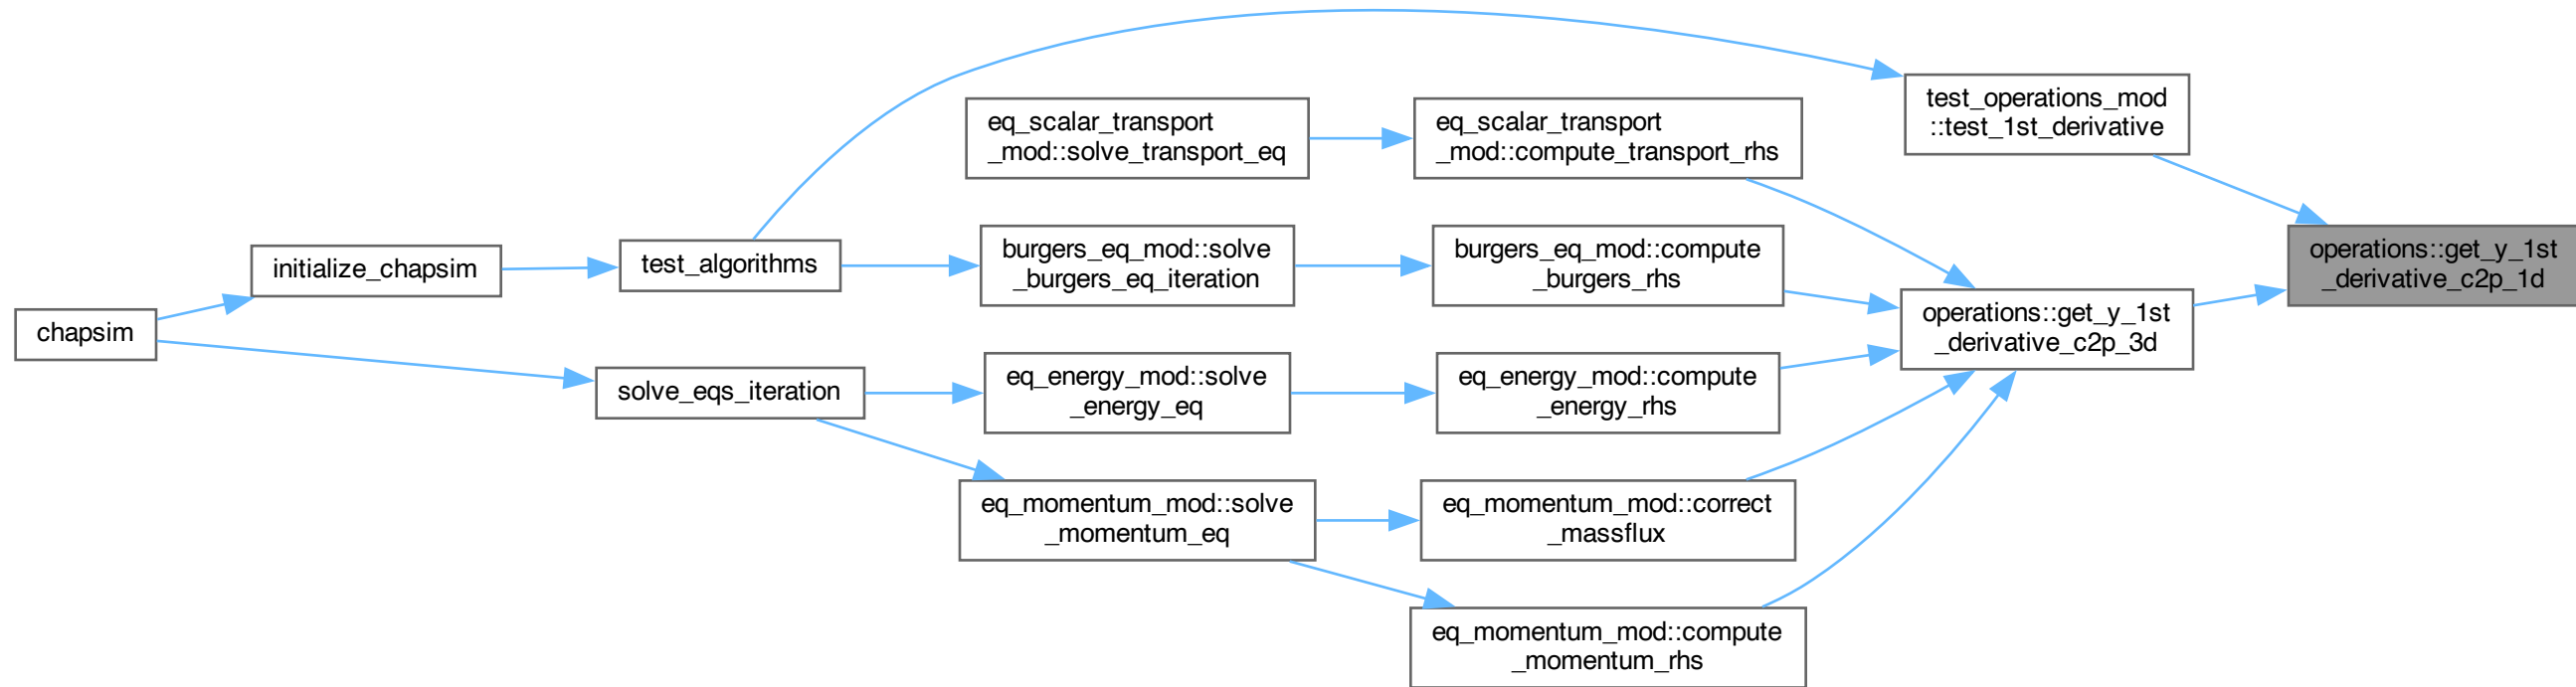 test_operations_mod
::test_1st_derivative
eq_scalar_transport
_mod::solve_transport_eq
eq_scalar_transport
_mod::compute_transport_rhs
operations::get_y_1st
_derivative_c2p_1d
initialize_chapsim
test_algorithms
burgers_eq_mod::solve
_burgers_eq_iteration
burgers_eq_mod::compute
_burgers_rhs
operations::get_y_1st
_derivative_c2p_3d
chapsim
solve_eqs_iteration
eq_energy_mod::solve
_energy_eq
eq_energy_mod::compute
_energy_rhs
eq_momentum_mod::solve
_momentum_eq
eq_momentum_mod::correct
_massflux
eq_momentum_mod::compute
_momentum_rhs